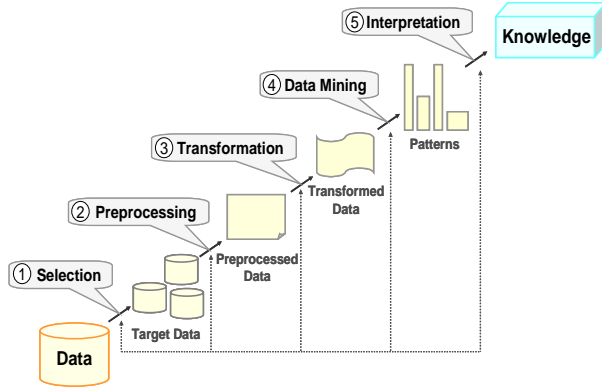 ⑤ Interpretation
Knowledge
④ Data Mining
Patterns
③ Transformation
Transformed
Data
② Preprocessing
Preprocessed
Data
① Selection
Target Data
Data